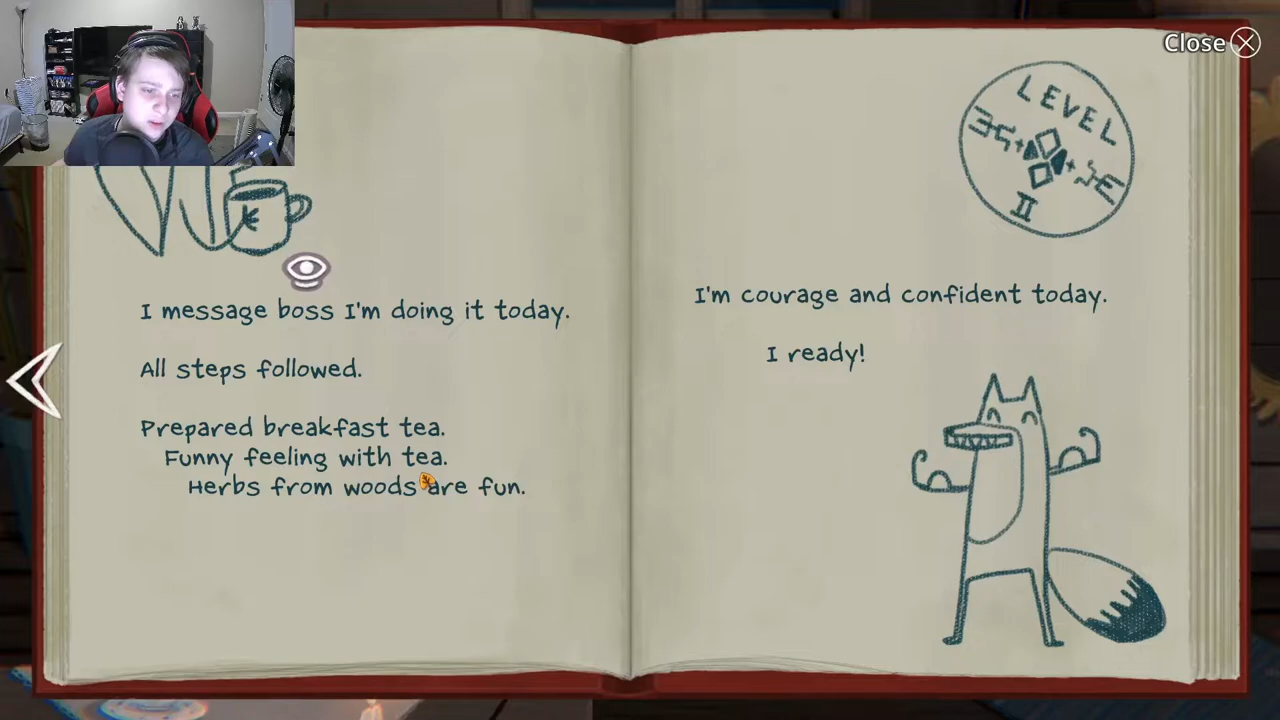 Close
LEVEL
II
K
I message boss I'm doing it today.
All steps followed.
Prepared breakfast tea.
Funny feeling with tea.
Herbs from woods are fun.
I'm courage and confident today.
I ready!